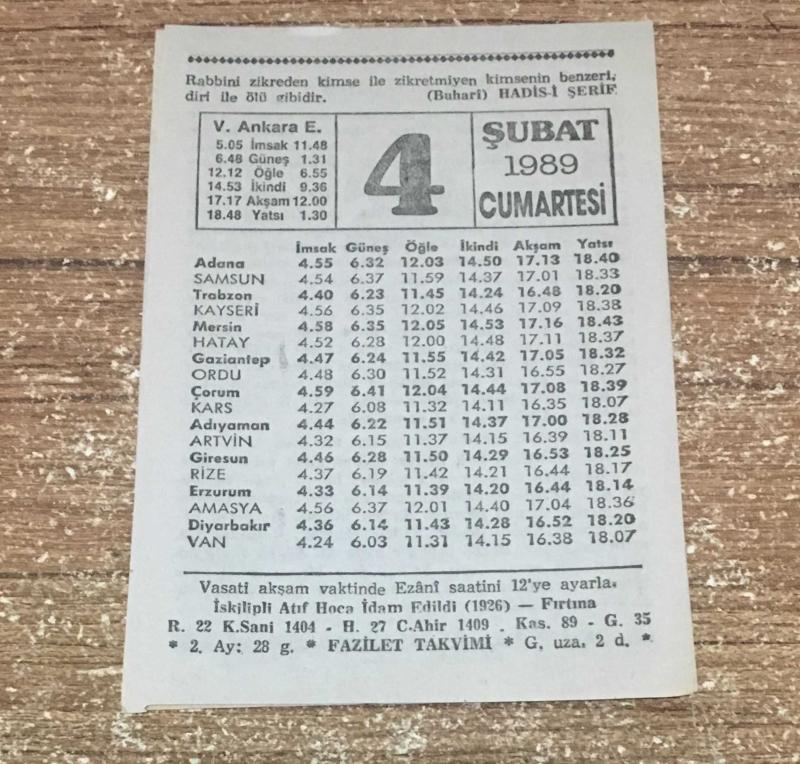 Rabbini zikreden kimse ile zikretmiyen kimsenin benzeri,
diri ile ölü gibidir. (Buhari) HADİS-İ ŞERİF
V. Ankara E.
5.05 İmsak 11.48
6.48 Güneş 1.31
12.12 Öğle 6.55
14.53 İkindi 9.36
17.17 Akşam 12.00
18.48 Yatsı 1.30
4
ŞUBAT
1989
CUMARTESİ
İmsak Güneş Öğle İkindi Akşam Yatsı
Adana 4.55 6.32 12.03 14.50 17.13 18.40
SAMSUN 4.54 6.37 11.59 14.37 17.01 18.33
Trabzon 4.40 6.23 11.45 14.24 16.48 18.20
KAYSERİ 4.56 6.35 12.02 14.46 17.09 18.38
Mersin 4.58 6.35 12.05 14.53 17.16 18.43
HATAY 4.52 6.28 12.00 14.48 17.11 18.37
Gaziantep 4.47 6.24 11.55 14.42 17.05 18.32
ORDU 4.48 6.30 11.52 14.31 16.55 18.27
Çorum 4.59 6.41 12.04 14.44 17.08 18.39
KARS 4.27 6.08 11.32 14.11 16.35 18.07
Adıyaman 4.44 6.22 11.51 14.37 17.00 18.28
ARTVİN 4.32 6.15 11.37 14.15 16.39 18.11
Giresun 4.46 6.28 11.50 14.29 16.53 18.25
RİZE 4.37 6.19 11.42 14.21 16.44 18.17
Erzurum 4.33 6.14 11.39 14.20 16.44 18.14
AMASYA 4.56 6.37 12.01 14.40 17.04 18.36
Diyarbakır 4.36 6.14 11.43 14.28 16.52 18.20
VAN 4.24 6.03 11.31 14.15 16.38 18.07
Vasati akşam vaktinde Ezânî saatini 12'ye ayarla.
İskilipli Atıf Hoca İdam Edildi (1926) — Fırtına
R. 22 K.Sani 1404 - H. 27 C.Ahir 1409 . Kas. 89 - G. 35
* 2. Ay: 28 g. * FAZİLET TAKVİMİ * G. uza. 2 d. *